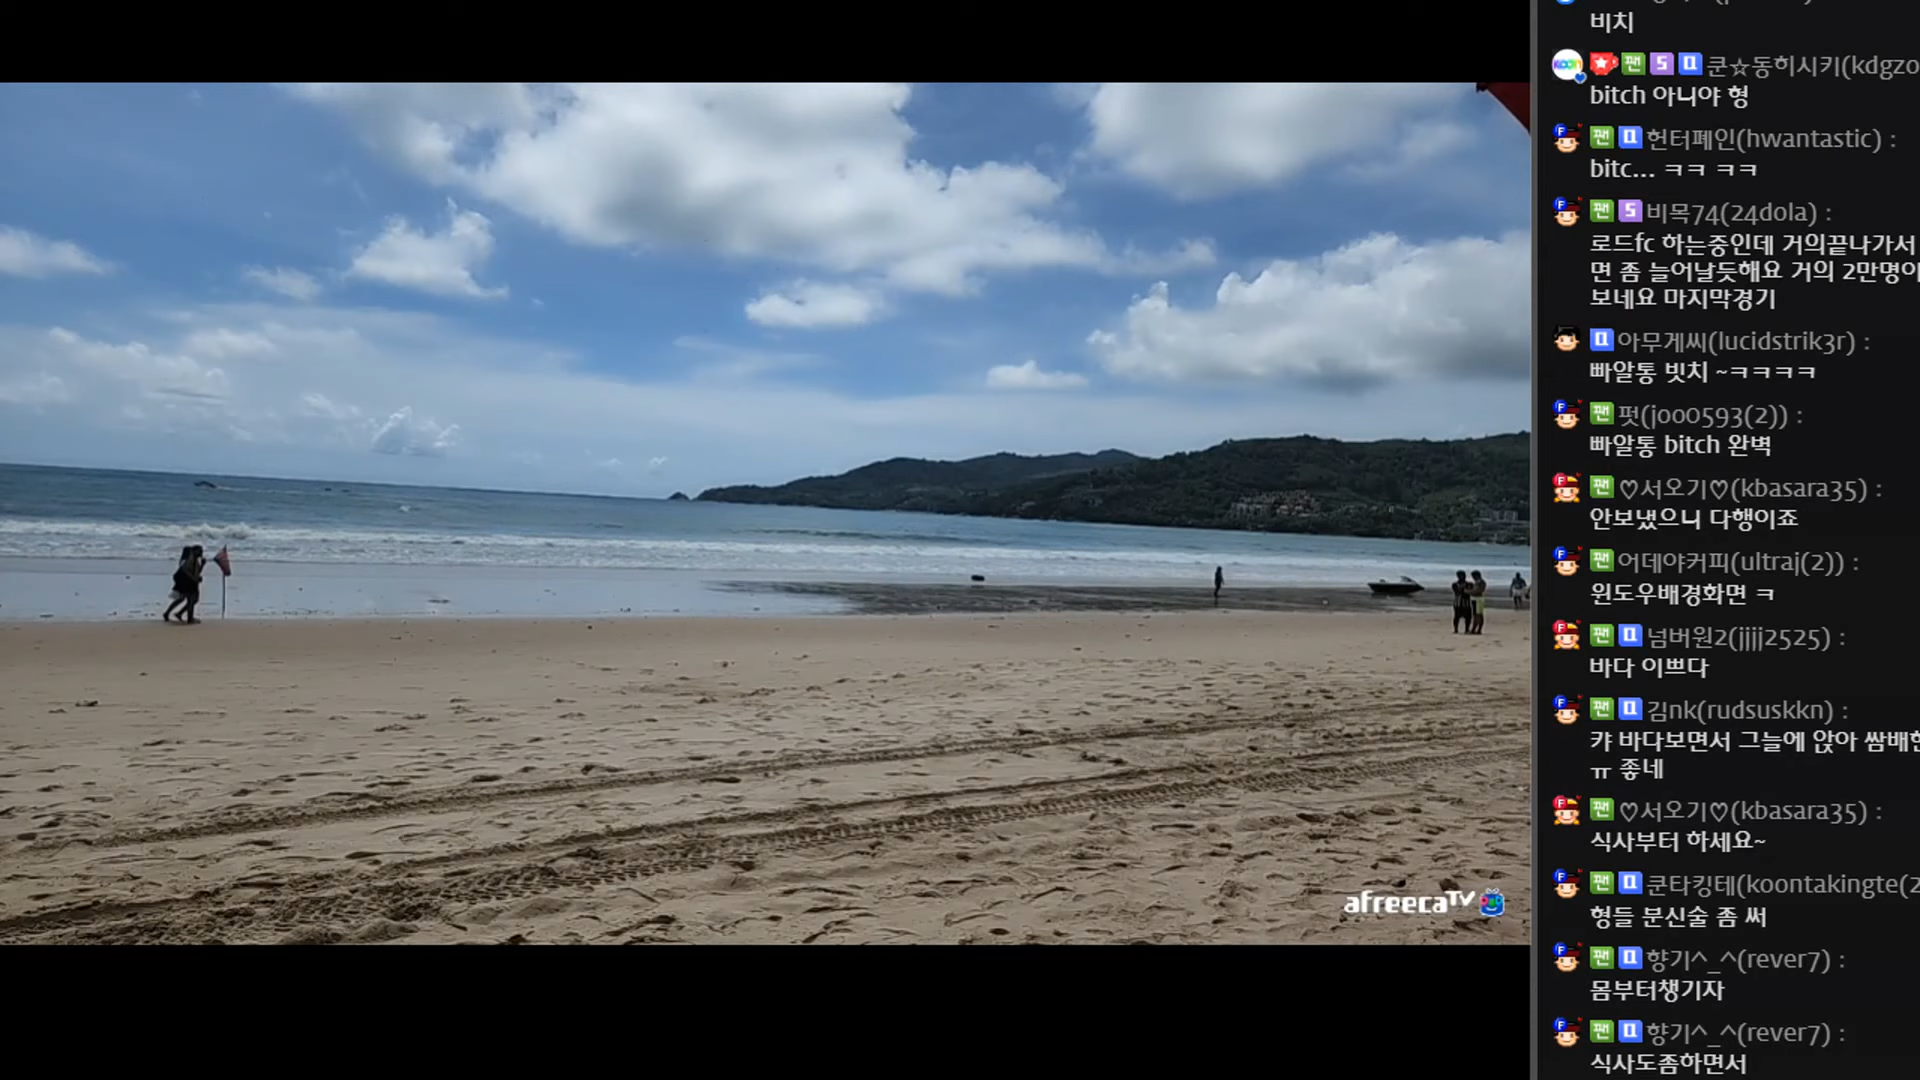 비치
쿤☆동히시키(kdgzo
bitch 아니야 형
헌터페인(hwantastic) :
bitc... ㅋㅋ ㅋㅋ
비목74(24dola) :
로드fc 하는중인데 거의끝나가서
면 좀 늘어날듯해요 거의 2만명이
보네요 마지막경기
아무게씨(lucidstrik3r) :
빠알통 빗치 ~ㅋㅋㅋㅋ
펏(joo0593(2)) :
빠알통 bitch 완벽
♡서오기♡(kbasara35) :
안보냈으니 다행이죠
어데야커피(ultraj(2)) :
윈도우배경화면 ㅋ
넘버원2(jjjj2525) :
바다 이쁘다
김nk(rudsuskkn) :
캬 바다보면서 그늘에 앉아 쌈배한
ㅠ 좋네
♡서오기♡(kbasara35) :
식사부터 하세요~
쿤타킹테(koontakingte(2
형들 분신술 좀 써
향기^_^(rever7) :
몸부터챙기자
향기^_^(rever7) :
식사도좀하면서
afreecaTV